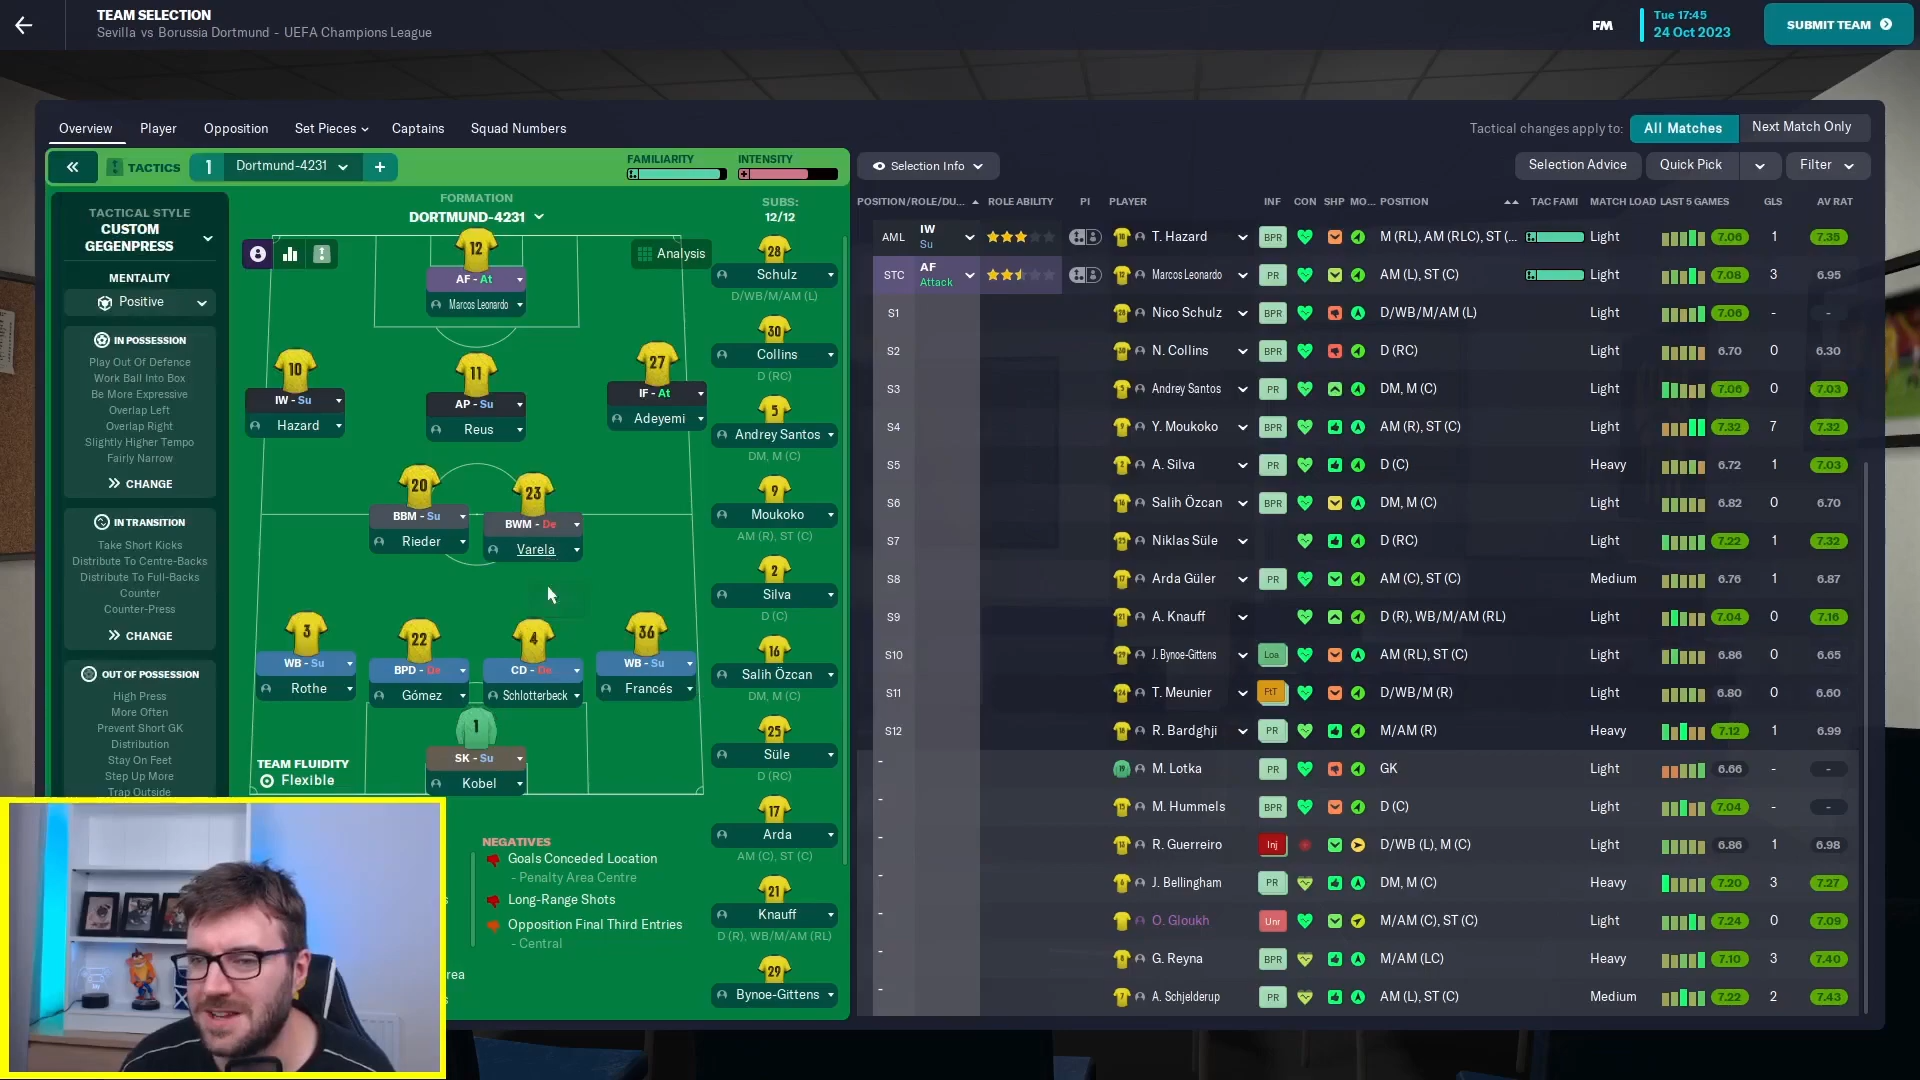 TEAM SELECTION
Sevilla vs Borussia Dortmund - UEFA Champions League
FM
Tue 17:45
24 Oct 2023
SUBMIT TEAM
Overview Player Opposition Set Pieces Captains Squad Numbers
Tactical changes apply to: All Matches Next Match Only
TACTICS 1 Dortmund-4231 +
FAMILIARITY
INTENSITY
Selection Info
Selection Advice Quick Pick Filter
TACTICAL STYLE
CUSTOM
GEGENPRESS
MENTALITY
Positive
IN POSSESSION
Play Out Of Defence
Work Ball Into Box
Be More Expressive
Overlap Left
Overlap Right
Slightly Higher Tempo
Fairly Narrow
CHANGE
IN TRANSITION
Take Short Kicks
Distribute To Centre-Backs
Distribute To Full-Backs
Counter
Counter-Press
CHANGE
OUT OF POSSESSION
High Press
More Often
Prevent Short GK
Distribution
Stay On Feet
Step Up More
Trap Outside
FORMATION
DORTMUND-4231
Analysis
12
AF - At
Marcos Leonardo
10
IW - Su
Hazard
11
AP - Su
Reus
27
IF - At
Adeyemi
20
BBM - Su
Rieder
23
BWM - De
Varela
3
WB - Su
Rothe
22
BPD - De
Gómez
4
CD - De
Schlotterbeck
36
WB - Su
Francés
1
SK - Su
Kobel
TEAM FLUIDITY
Flexible
NEGATIVES
Goals Conceded Location
- Penalty Area Centre
Long-Range Shots
Opposition Final Third Entries
- Central
rea
SUBS:
12/12
28
Schulz
D/WB/M/AM (L)
30
Collins
D (RC)
5
Andrey Santos
DM, M (C)
9
Moukoko
AM (R), ST (C)
2
Silva
D (C)
16
Salih Özcan
DM, M (C)
25
Süle
D (RC)
17
Arda
AM (C), ST (C)
21
Knauff
D (R), WB/M/AM (RL)
29
Bynoe-Gittens
POSITION/ROLE/DU... ROLE ABILITY PI PLAYER INF CON SHP MO... POSITION TAC FAMI MATCH LOAD LAST 5 GAMES GLS AV RAT
AML IW Su T. Hazard BPR M (RL), AM (RLC), ST (... Light 7.06 1 7.35
STC AF Attack Marcos Leonardo PR AM (L), ST (C) Light 7.08 3 6.95
S1 Nico Schulz BPR D/WB/M/AM (L) Light 7.06 - -
S2 N. Collins BPR D (RC) Light 6.70 0 6.30
S3 Andrey Santos PR DM, M (C) Light 7.06 0 7.03
S4 Y. Moukoko BPR AM (R), ST (C) Light 7.32 7 7.32
S5 A. Silva PR D (C) Heavy 6.72 1 7.03
S6 Salih Özcan BPR DM, M (C) Light 6.82 0 6.70
S7 Niklas Süle D (RC) Light 7.22 1 7.32
S8 Arda Güler PR AM (C), ST (C) Medium 6.76 1 6.87
S9 A. Knauff D (R), WB/M/AM (RL) Light 7.04 0 7.16
S10 J. Bynoe-Gittens Loa AM (RL), ST (C) Light 6.86 0 6.65
S11 T. Meunier FtT D/WB/M (R) Light 6.80 0 6.60
S12 R. Bardghji PR M/AM (R) Heavy 7.12 1 6.99
- M. Lotka PR GK Light 6.66 - -
- M. Hummels BPR D (C) Light 7.04 - -
- R. Guerreiro Inj D/WB (L), M (C) Light 6.86 1 6.98
- J. Bellingham PR DM, M (C) Heavy 7.20 3 7.27
- O. Gloukh Unr M/AM (C), ST (C) Light 7.24 0 7.09
- G. Reyna BPR M/AM (LC) Heavy 7.10 3 7.40
- A. Schjelderup PR AM (L), ST (C) Medium 7.22 2 7.43